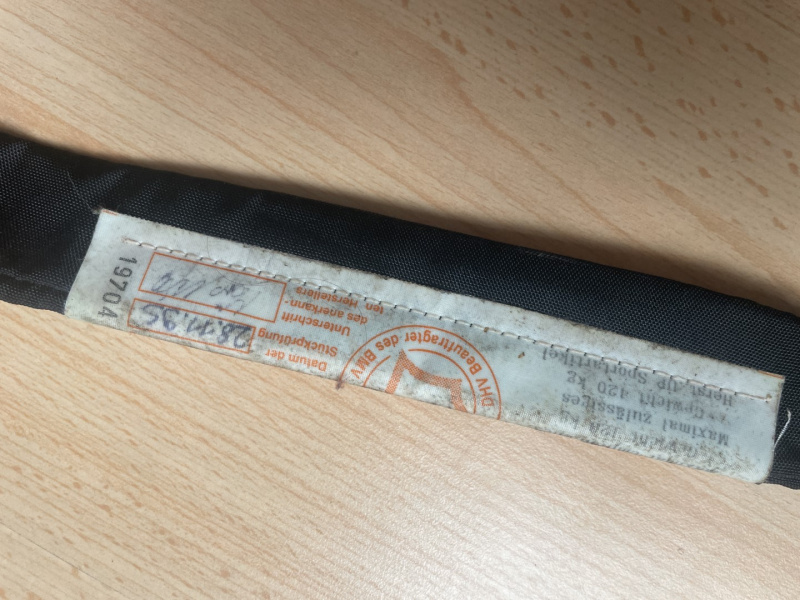 Maximal zulässiges
gewicht 120 kg
Herst. UP Sportartikel
DHV Beauftragter des BMV
Datum der
Stückprüfung
28.11.95
Unterschrift
des anerkann-
ten Herstellers
19704